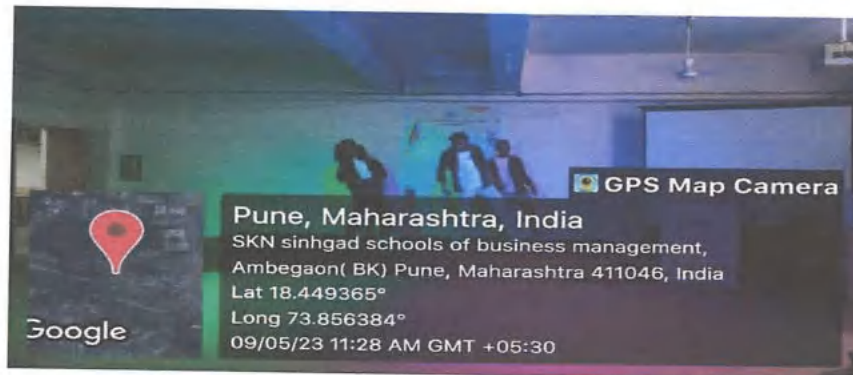 GPS Map Camera
Pune, Maharashtra, India
SKN sinhgad schools of business management,
Ambegaon( BK) Pune, Maharashtra 411046, India
Lat 18.449365°
Long 73.856384°
09/05/23 11:28 AM GMT +05:30
Google